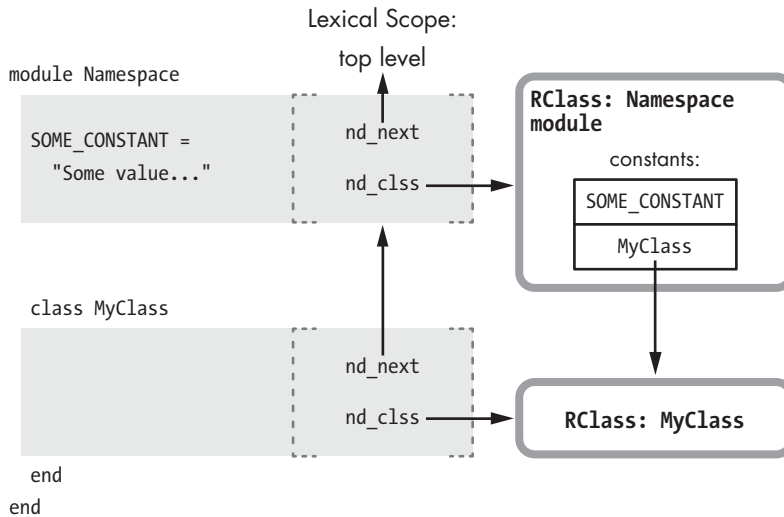 Lexical Scope:
top level
module Namespace
SOME_CONSTANT =
"Some value..."
nd_next
nd_clss
RClass: Namespace
module
constants:
SOME_CONSTANT
MyClass
class MyClass
nd_next
nd_clss
RClass: MyClass
end
end